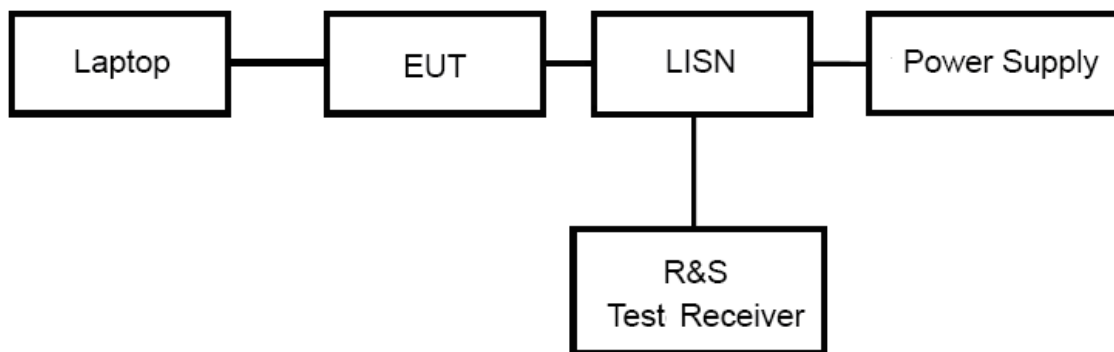 Laptop
EUT
LISN
Power Supply
R&S
Test Receiver